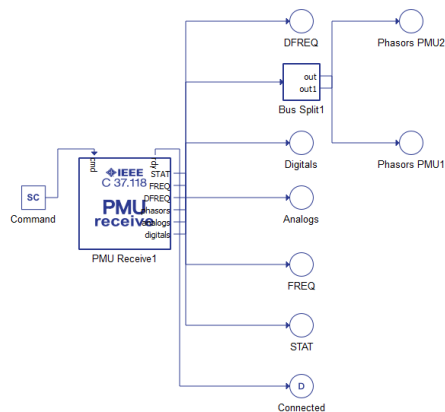 DFREQ
Phasors PMU2
out
out1
Bus Split1
cmd
rdy
IEEE
C 37.118
PMU
receive
STAT
FREQ
DFREQ
phasors
analogs
digitals
SC
Command
PMU Receive1
Digitals
Phasors PMU1
Analogs
FREQ
STAT
D
Connected